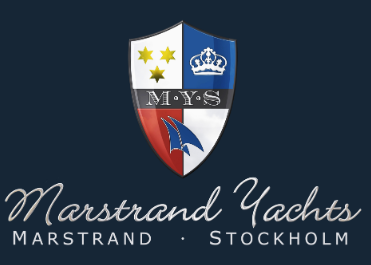 M·Y·S
Marstrand Yachts
MARSTRAND · STOCKHOLM